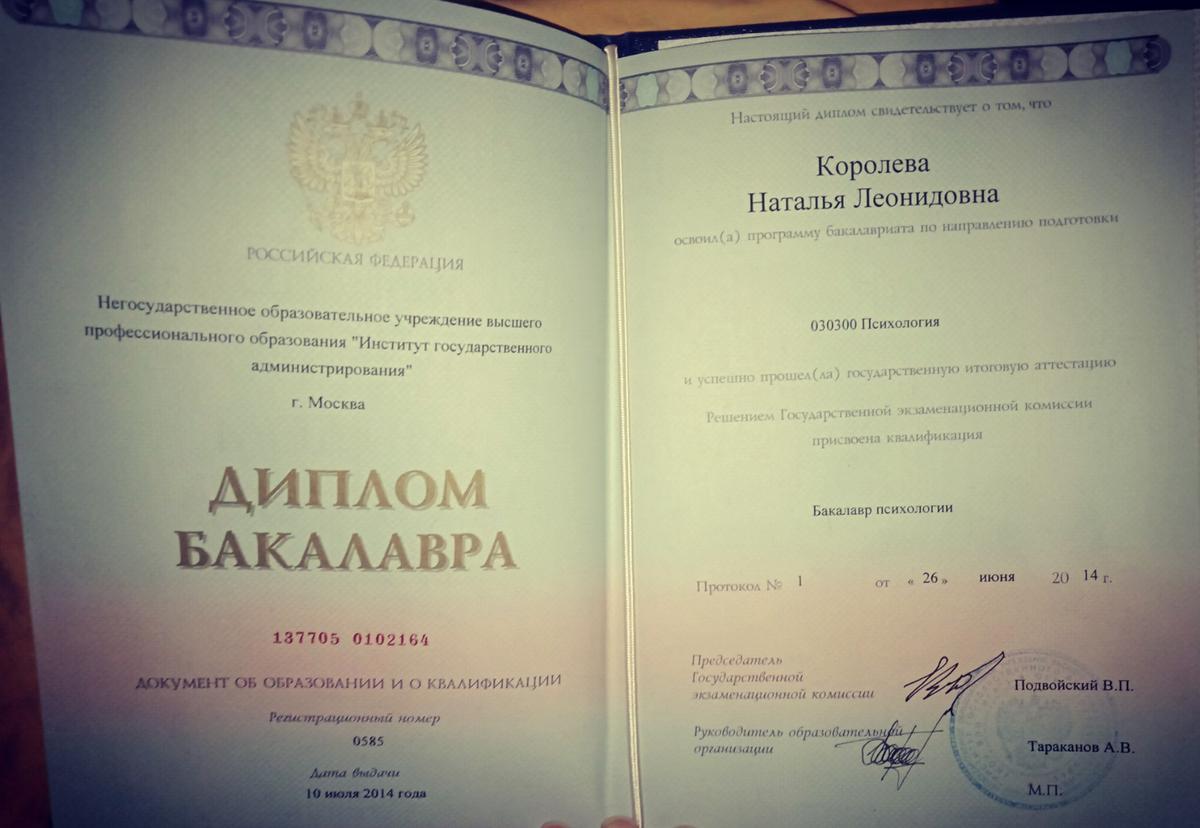 РОССИЙСКАЯ ФЕДЕРАЦИЯ
Негосударственное образовательное учреждение высшего
профессионального образования "Институт государственного
администрирования"
г. Москва
ДИПЛОМ
БАКАЛАВРА
137705 0102164
ДОКУМЕНТ ОБ ОБРАЗОВАНИИ И О КВАЛИФИКАЦИИ
Регистрационный номер
0585
Дата выдачи
10 июля 2014 года
Настоящий диплом свидетельствует о том, что
Королева
Наталья Леонидовна
освоил(а) программу бакалавриата по направлению подготовки
030300 Психология
и успешно прошел(ла) государственную итоговую аттестацию
Решением Государственной экзаменационной комиссии
присвоена квалификация
Бакалавр психологии
Протокол № 1 от « 26 » июня 20 14 г.
Председатель
Государственной
экзаменационной комиссии
Подвойский В.П.
Руководитель образовательной
организации
Тараканов А.В.
М.П.